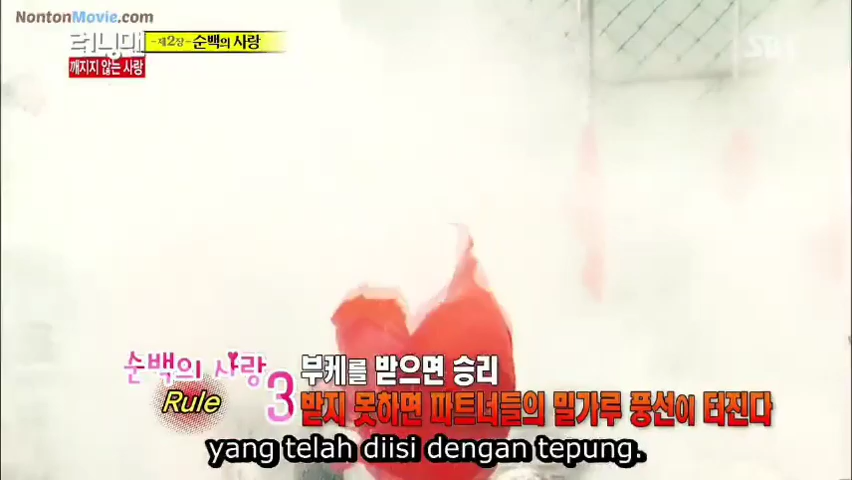 NontonMovie.com
런닝맨
-제2장- 순백의 사랑
깨지지 않는 사랑
SBS
순백의 사랑
Rule 3
부케를 받으면 승리
받지 못하면 파트너들의 밀가루 풍선이 터진다
yang telah diisi dengan tepung.